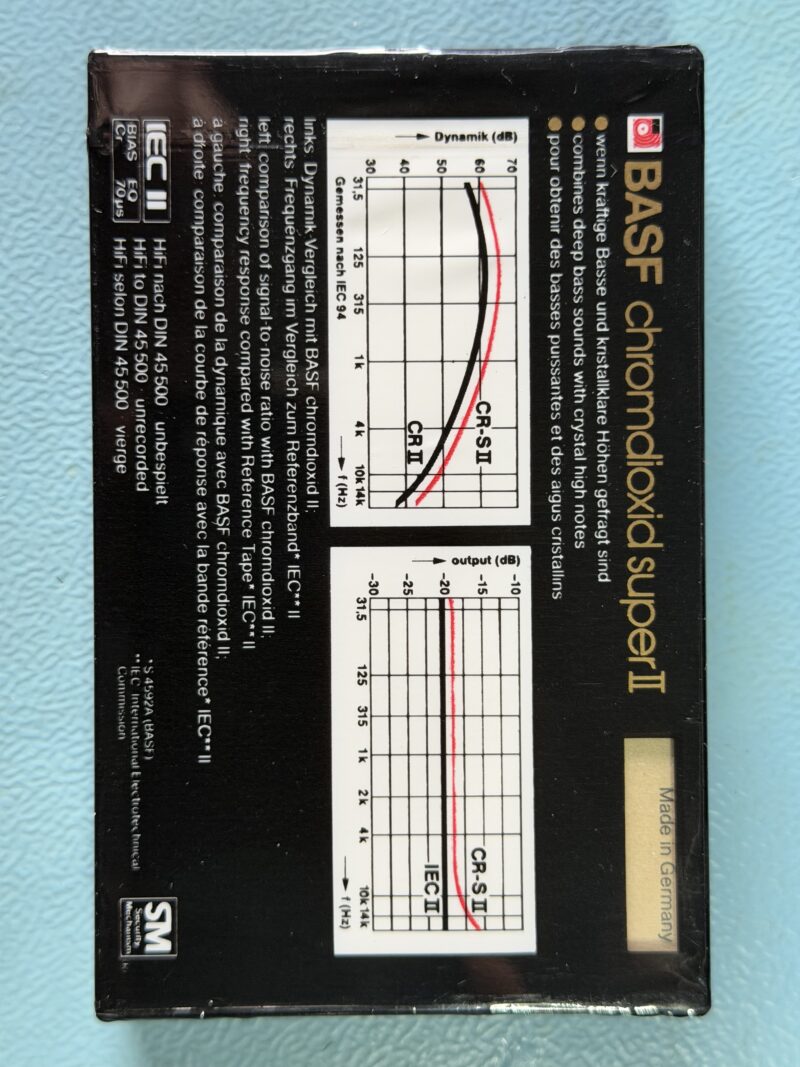 BASF chromdioxid super II
Made in Germany
wenn kräftige Bässe und kristallklare Höhen gefragt sind
combines deep bass sounds with crystal high notes
pour obtenir des basses puissantes et des aigus cristallins
Dynamik (dB)
70
60
50
40
30
CR-S II
CR II
31,5 125 315 1k 4k 10k 14k
Gemessen nach IEC 94
f (Hz)
output (dB)
-10
-15
-20
-25
-30
CR-S II
IEC II
31,5 125 315 1k 2k 4k 10k 14k
f (Hz)
links: Dynamik-Vergleich mit BASF chromdioxid II;
rechts: Frequenzgang im Vergleich zum Referenzband* IEC** II
left: comparison of signal-to-noise ratio with BASF chromdioxid II;
right: frequency response compared with Reference Tape* IEC** II
à gauche: comparaison de la dynamique avec BASF chromdioxid II;
à droite: comparaison de la courbe de réponse avec la bande référence* IEC** II
IEC II
BIAS EQ
Cr 70µs
HiFi nach DIN 45 500 · unbespielt
HiFi to DIN 45 500 · unrecorded
HiFi selon DIN 45 500 · vierge
*S 4592A (BASF)
**IEC International Electrotechnical
Commission
SM
Security
Mechanism